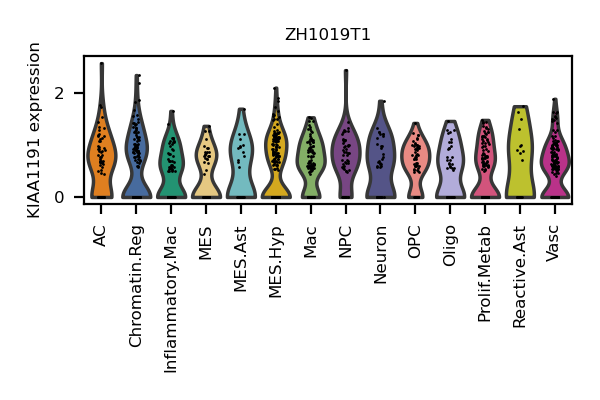 ZH1019T1
KIAA1191 expression
2
0
AC
Chromatin.Reg
Inflammatory.Mac
MES
MES.Ast
MES.Hyp
Mac
NPC
Neuron
OPC
Oligo
Prolif.Metab
Reactive.Ast
Vasc